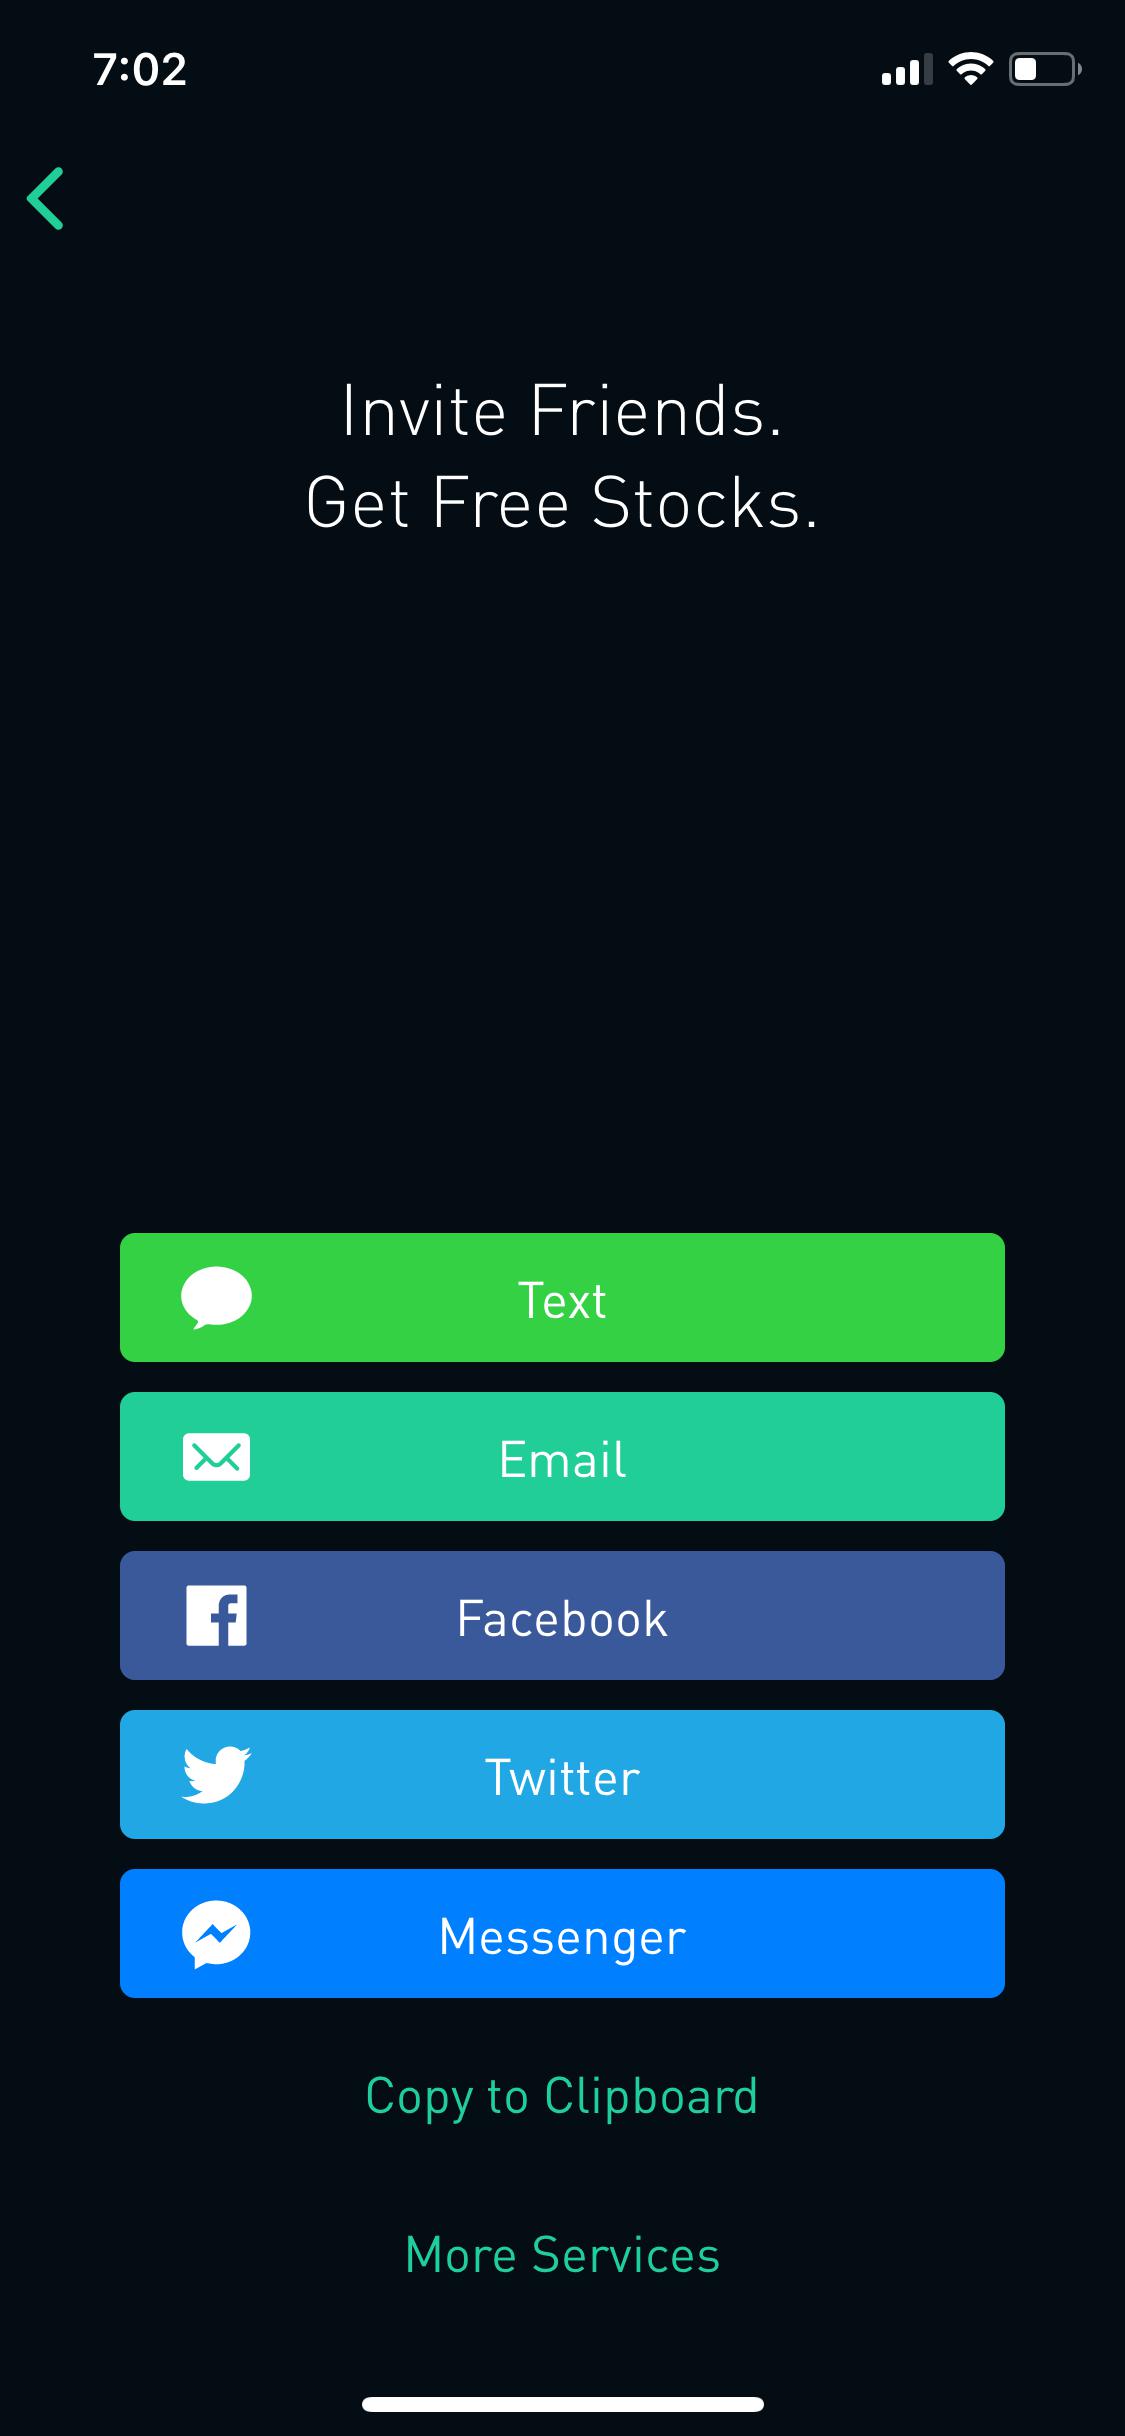 7:02
Invite Friends.
Get Free Stocks.
Text
Email
Facebook
Twitter
Messenger
Copy to Clipboard
More Services